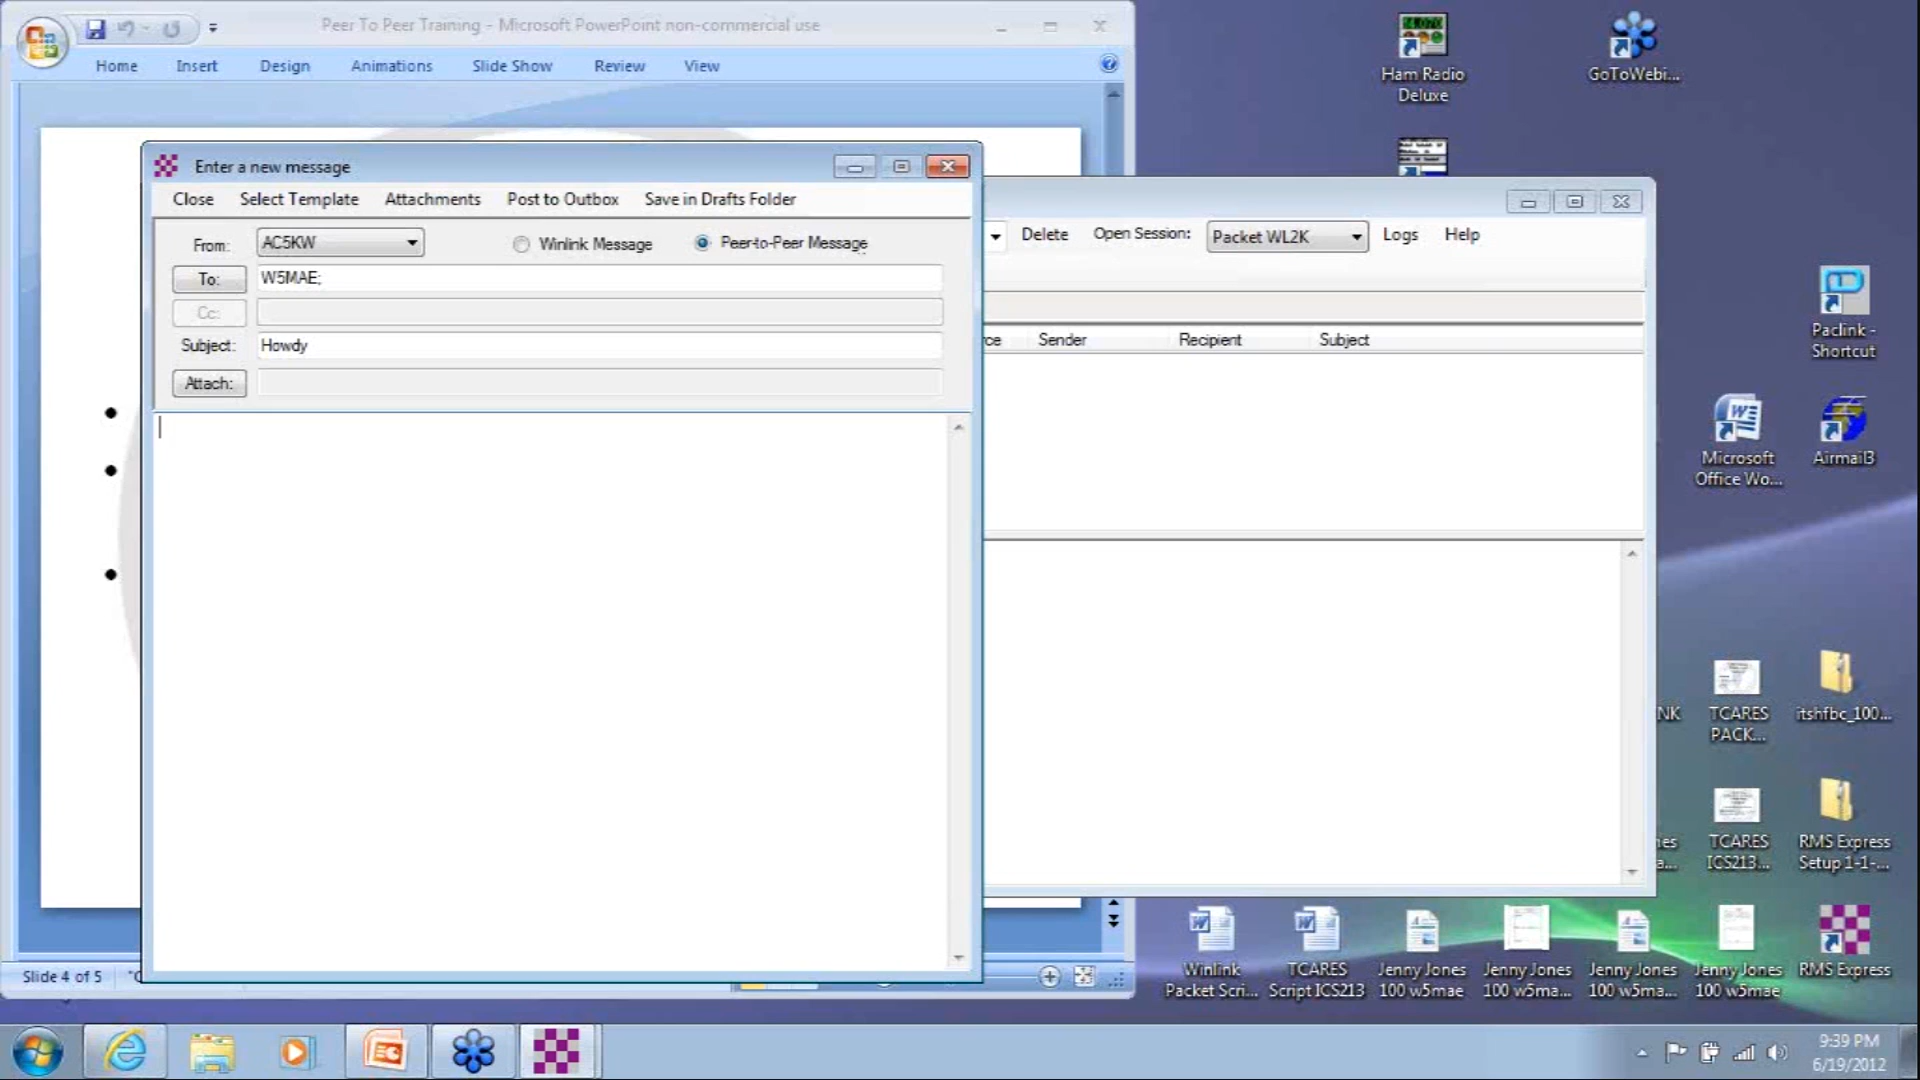 Peer To Peer Training - Microsoft PowerPoint non-commercial use
Home Insert Design Animations Slide Show Review View
Enter a new message
Close Select Template Attachments Post to Outbox Save in Drafts Folder
From: AC5KW Winlink Message Peer-to-Peer Message
To: W5MAE;
Cc:
Subject: Howdy
Attach:
Delete Open Session: Packet WL2K Logs Help
Sender Recipient Subject
Slide 4 of 5
Ham Radio
Deluxe
GoToWebi...
Paclink -
Shortcut
Microsoft
Office Wo...
Airmail3
NK
TCARES
PACK...
itshfbc_100...
TCARES
ICS213...
RMS Express
Setup 1-1-...
Winlink
Packet Scri...
TCARES
Script ICS213
Jenny Jones
100 w5mae
Jenny Jones
100 w5ma...
Jenny Jones
100 w5ma...
Jenny Jones
100 w5mae
RMS Express
9:39 PM
6/19/2012